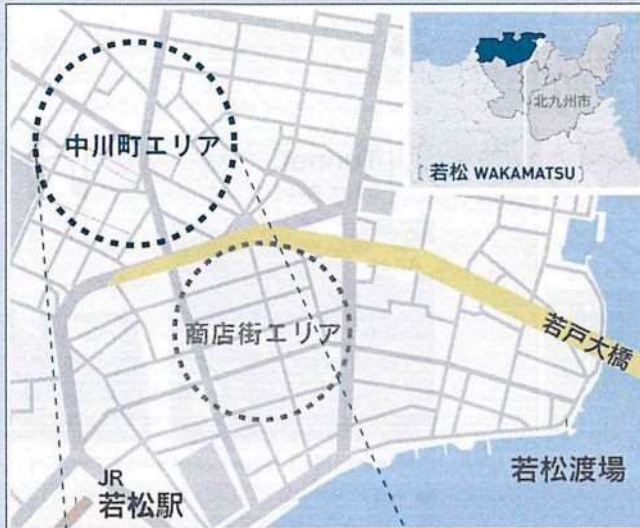 中川町エリア
北九州市
[ 若松 WAKAMATSU ]
商店街エリア
若戸大橋
若松渡場
JR
若松駅